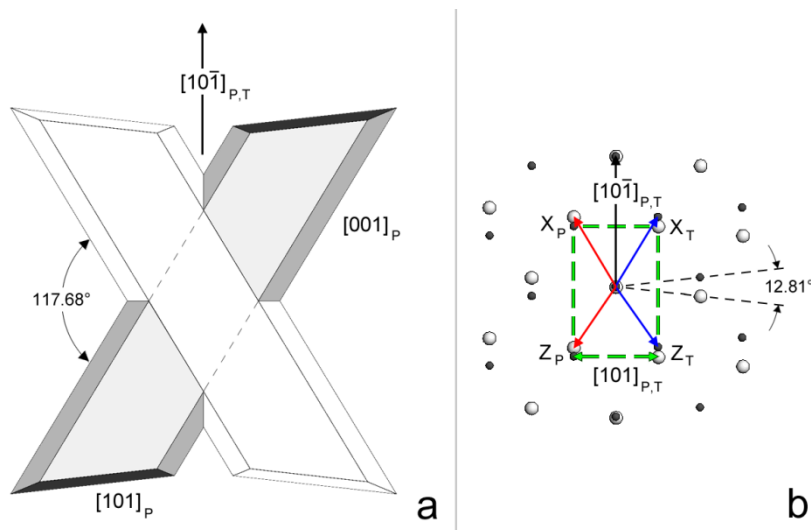 [101̄]P,T
[001]P
117.68°
[101]P
a
[101̄]P,T
XP
XT
12.81°
ZP
ZT
[101]P,T
b